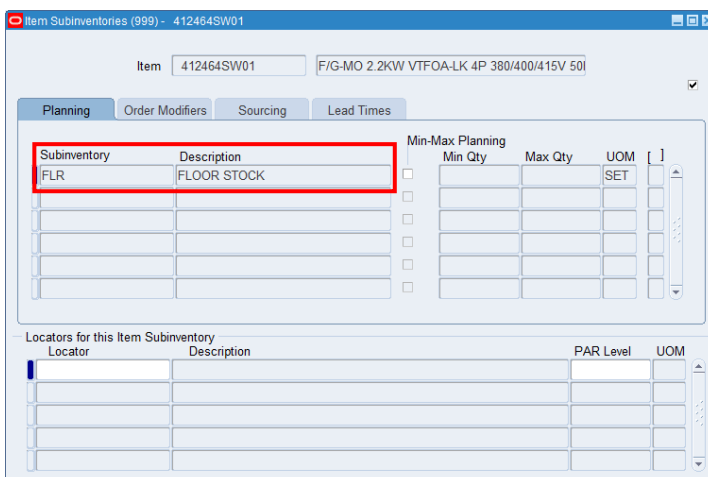 Item Subinventories (999) - 412464SW01
Item 412464SW01 F/G-MO 2.2KW VTFOA-LK 4P 380/400/415V 50
Planning Order Modifiers Sourcing Lead Times
Min-Max Planning
Subinventory Description Min Qty Max Qty UOM [ ]
FLR FLOOR STOCK SET
Locators for this Item Subinventory
Locator Description PAR Level UOM